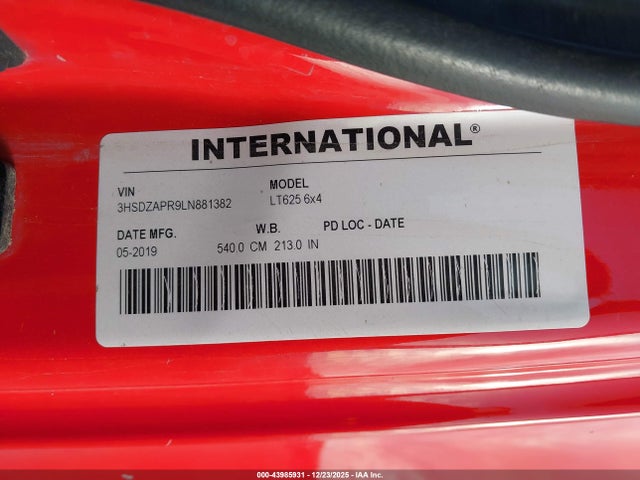 INTERNATIONAL®
VIN MODEL
3HSDZAPR9LN881382 LT625 6x4
DATE MFG. W.B. PD LOC - DATE
05-2019 540.0 CM 213.0 IN
000-43985931 - 12/23/2025 - IAA Inc.